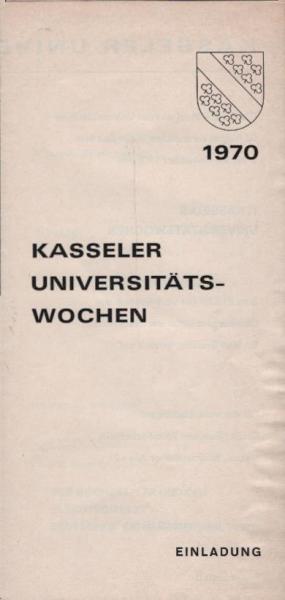 1970
KASSELER
UNIVERSITÄTS-
WOCHEN
EINLADUNG